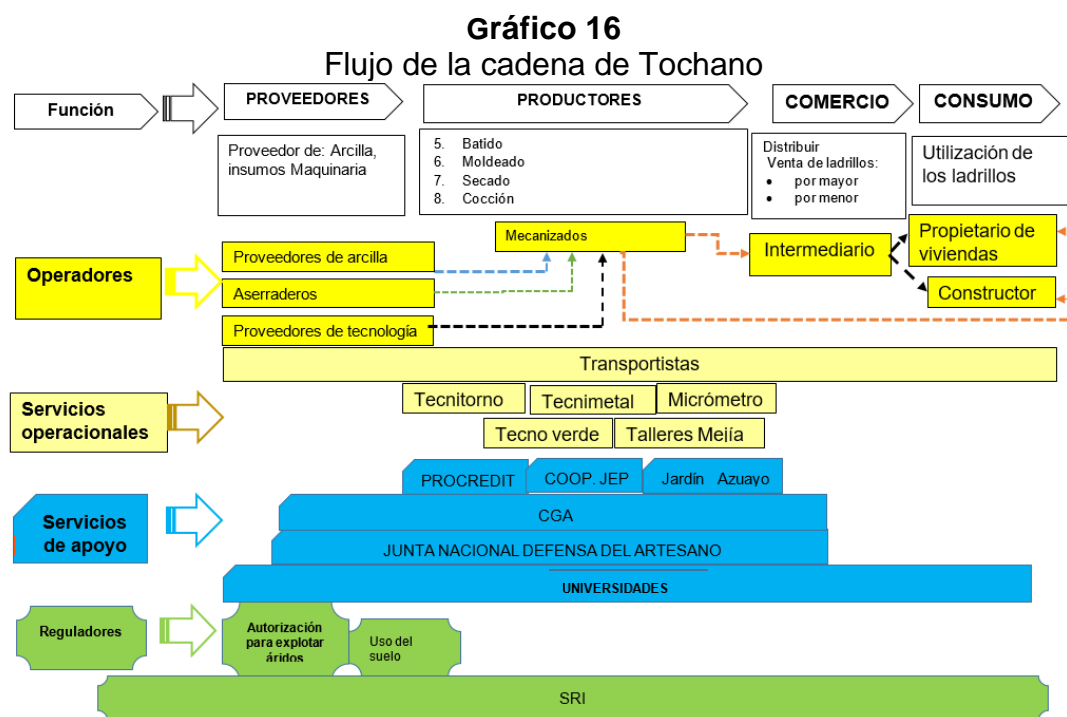 Gráfico 16
Flujo de la cadena de Tochano
Función
PROVEEDORES
PRODUCTORES
COMERCIO
CONSUMO
Proveedor de: Arcilla,
insumos Maquinaria
5. Batido
6. Moldeado
7. Secado
8. Cocción
Distribuir
Venta de ladrillos:
• por mayor
• por menor
Utilización de
los ladrillos
Operadores
Proveedores de arcilla
Aserraderos
Proveedores de tecnología
Mecanizados
Intermediario
Propietario de
viviendas
Constructor
Transportistas
Servicios
operacionales
Tecnitorno
Tecnimetal
Micrómetro
Tecno verde
Talleres Mejía
Servicios
de apoyo
PROCREDIT
COOP. JEP
Jardín Azuayo
CGA
JUNTA NACIONAL DEFENSA DEL ARTESANO
UNIVERSIDADES
Reguladores
Autorización
para explotar
áridos
Uso del
suelo
SRI